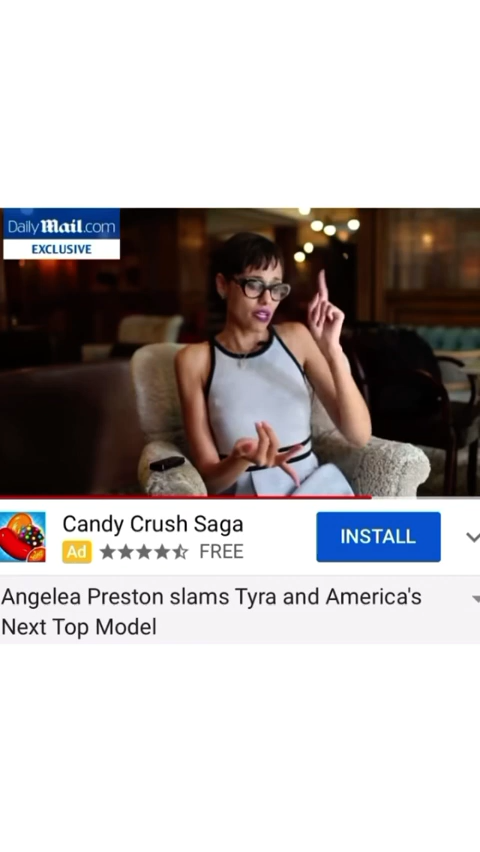 DailyMail.com
EXCLUSIVE
Candy Crush Saga
Ad FREE
INSTALL
Angelea Preston slams Tyra and America's
Next Top Model